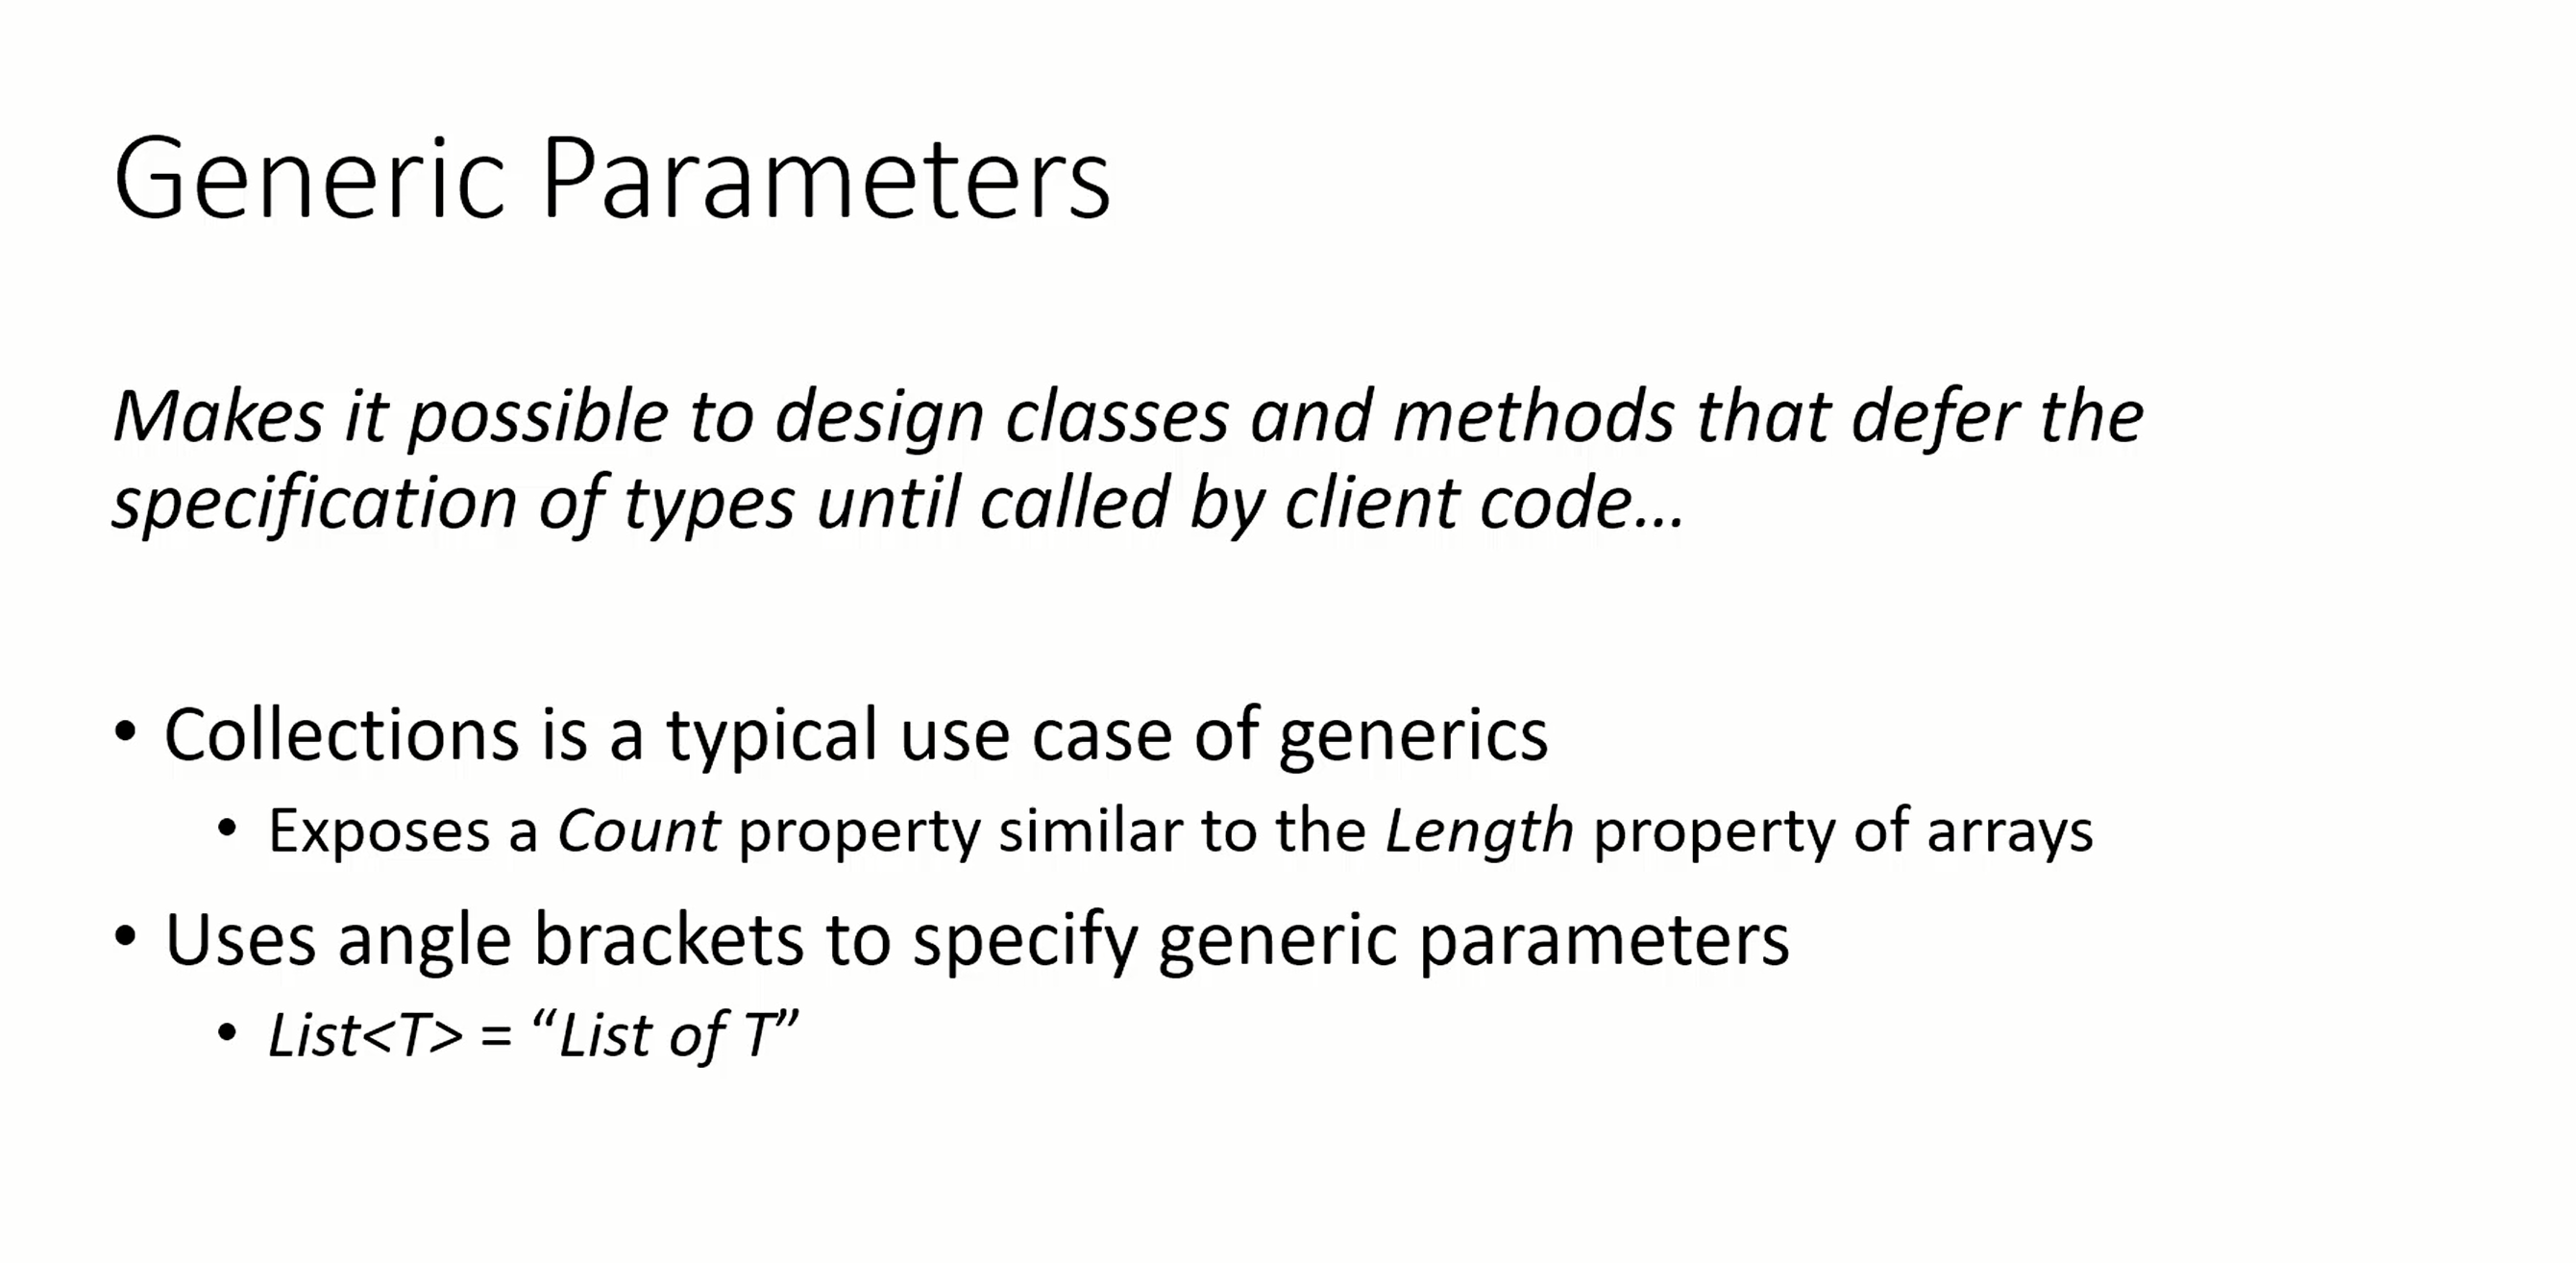 Generic Parameters
Makes it possible to design classes and methods that defer the
specification of types until called by client code…
• Collections is a typical use case of generics
• Exposes a Count property similar to the Length property of arrays
• Uses angle brackets to specify generic parameters
• List<T> = “List of T”